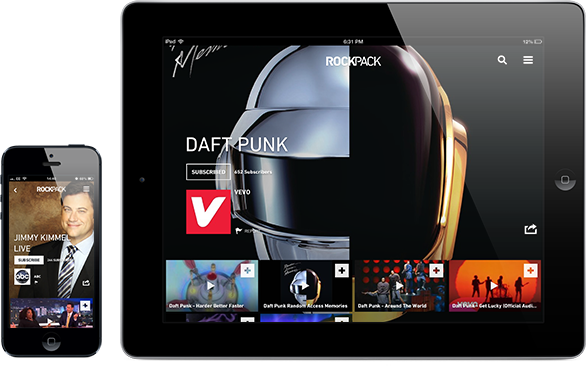 ROCKPACK
JIMMY KIMMEL
LIVE
SUBSCRIBE
abc
ABC
iPad
6:31 PM
12%
ROCKPACK
DAFT PUNK
SUBSCRIBED
652 Subscribers
V
VEVO
Daft Punk - Harder Better Faster
Daft Punk Random Access Memories
Daft Punk - Around The World
Daft Punk - Get Lucky (Official Audi...